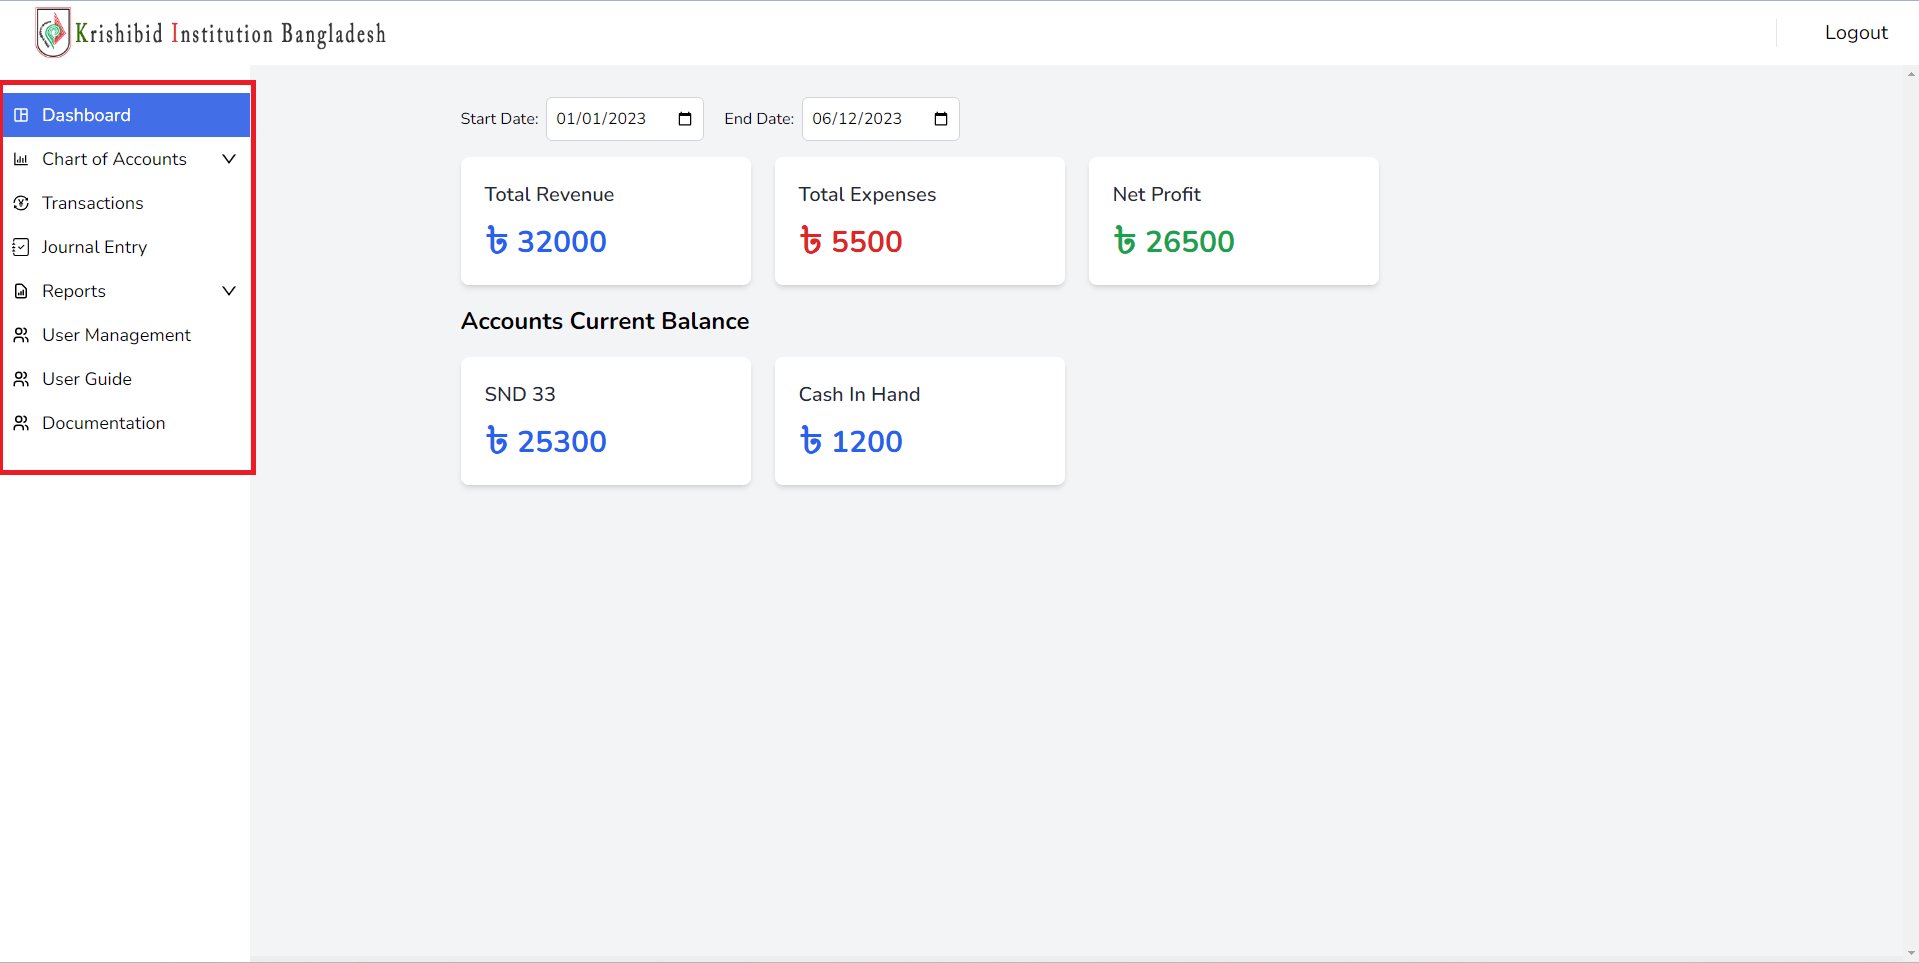 Krishibid Institution Bangladesh
Logout
Dashboard
Chart of Accounts
Transactions
Journal Entry
Reports
User Management
User Guide
Documentation
Start Date: 01/01/2023 End Date: 06/12/2023
Total Revenue
৳ 32000
Total Expenses
৳ 5500
Net Profit
৳ 26500
Accounts Current Balance
SND 33
৳ 25300
Cash In Hand
৳ 1200